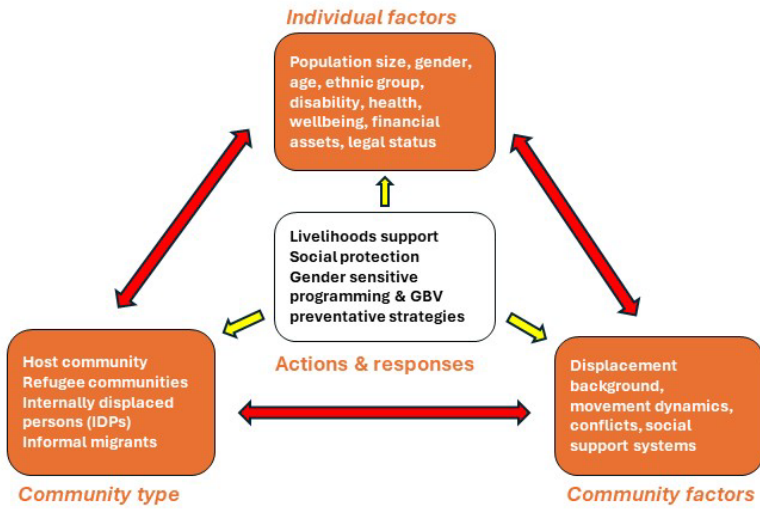 Individual factors
Population size, gender,
age, ethnic group,
disability, health,
wellbeing, financial
assets, legal status
Livelihoods support
Social protection
Gender sensitive
programming & GBV
preventative strategies
Actions & responses
Host community
Refugee communities
Internally displaced
persons (IDPs)
Informal migrants
Community type
Displacement
background,
movement dynamics,
conflicts, social
support systems
Community factors